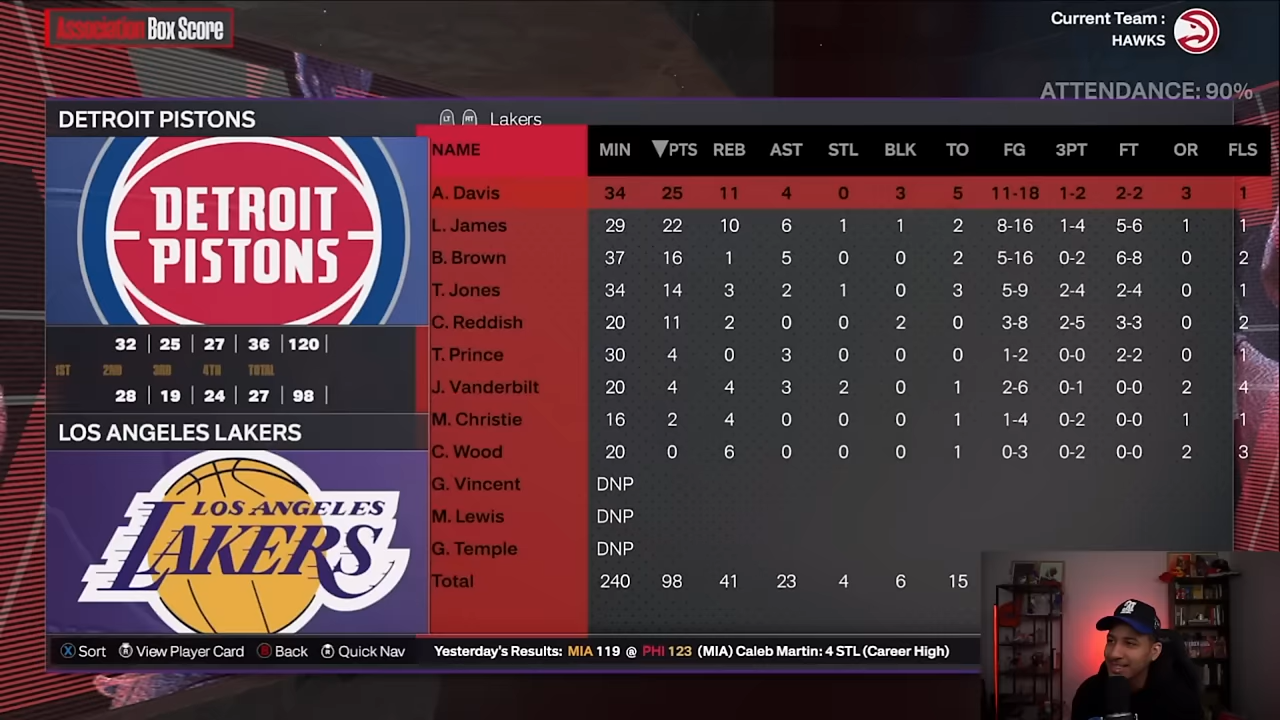 Association Box Score
Current Team :
HAWKS
ATTENDANCE: 90%
DETROIT PISTONS
LT RT Lakers
DETROIT
PISTONS
32 | 25 | 27 | 36 | 120 |
1ST 2ND 3RD 4TH TOTAL
28 | 19 | 24 | 27 | 98 |
LOS ANGELES LAKERS
LOS ANGELES
LAKERS
NAME MIN ▼PTS REB AST STL BLK TO FG 3PT FT OR FLS
A. Davis 34 25 11 4 0 3 5 11-18 1-2 2-2 3 1
L. James 29 22 10 6 1 1 2 8-16 1-4 5-6 1 1
B. Brown 37 16 1 5 0 0 2 5-16 0-2 6-8 0 2
T. Jones 34 14 3 2 1 0 3 5-9 2-4 2-4 0 1
C. Reddish 20 11 2 0 0 2 0 3-8 2-5 3-3 0 2
T. Prince 30 4 0 3 0 0 0 1-2 0-0 2-2 0 1
J. Vanderbilt 20 4 4 3 2 0 1 2-6 0-1 0-0 2 4
M. Christie 16 2 4 0 0 0 1 1-4 0-2 0-0 1 1
C. Wood 20 0 6 0 0 0 1 0-3 0-2 0-0 2 3
G. Vincent DNP
M. Lewis DNP
G. Temple DNP
Total 240 98 41 23 4 6 15
X Sort R View Player Card B Back R Quick Nav
Yesterday's Results: MIA 119 @ PHI 123 (MIA) Caleb Martin: 4 STL (Career High)